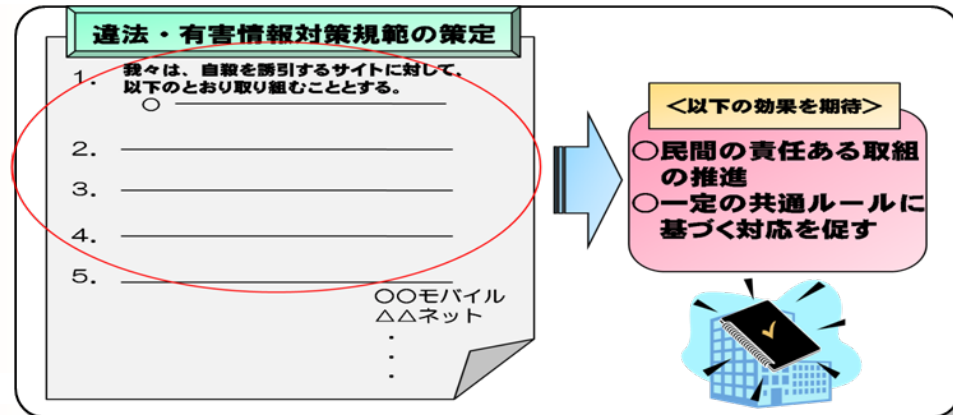 違法・有害情報対策規範の策定
1. 我々は、自殺を誘引するサイトに対して、
以下のとおり取り組むこととする。
○
2.
3.
4.
5.
○○モバイル
△△ネット
・
・
・
＜以下の効果を期待＞
○民間の責任ある取組
の推進
○一定の共通ルールに
基づく対応を促す